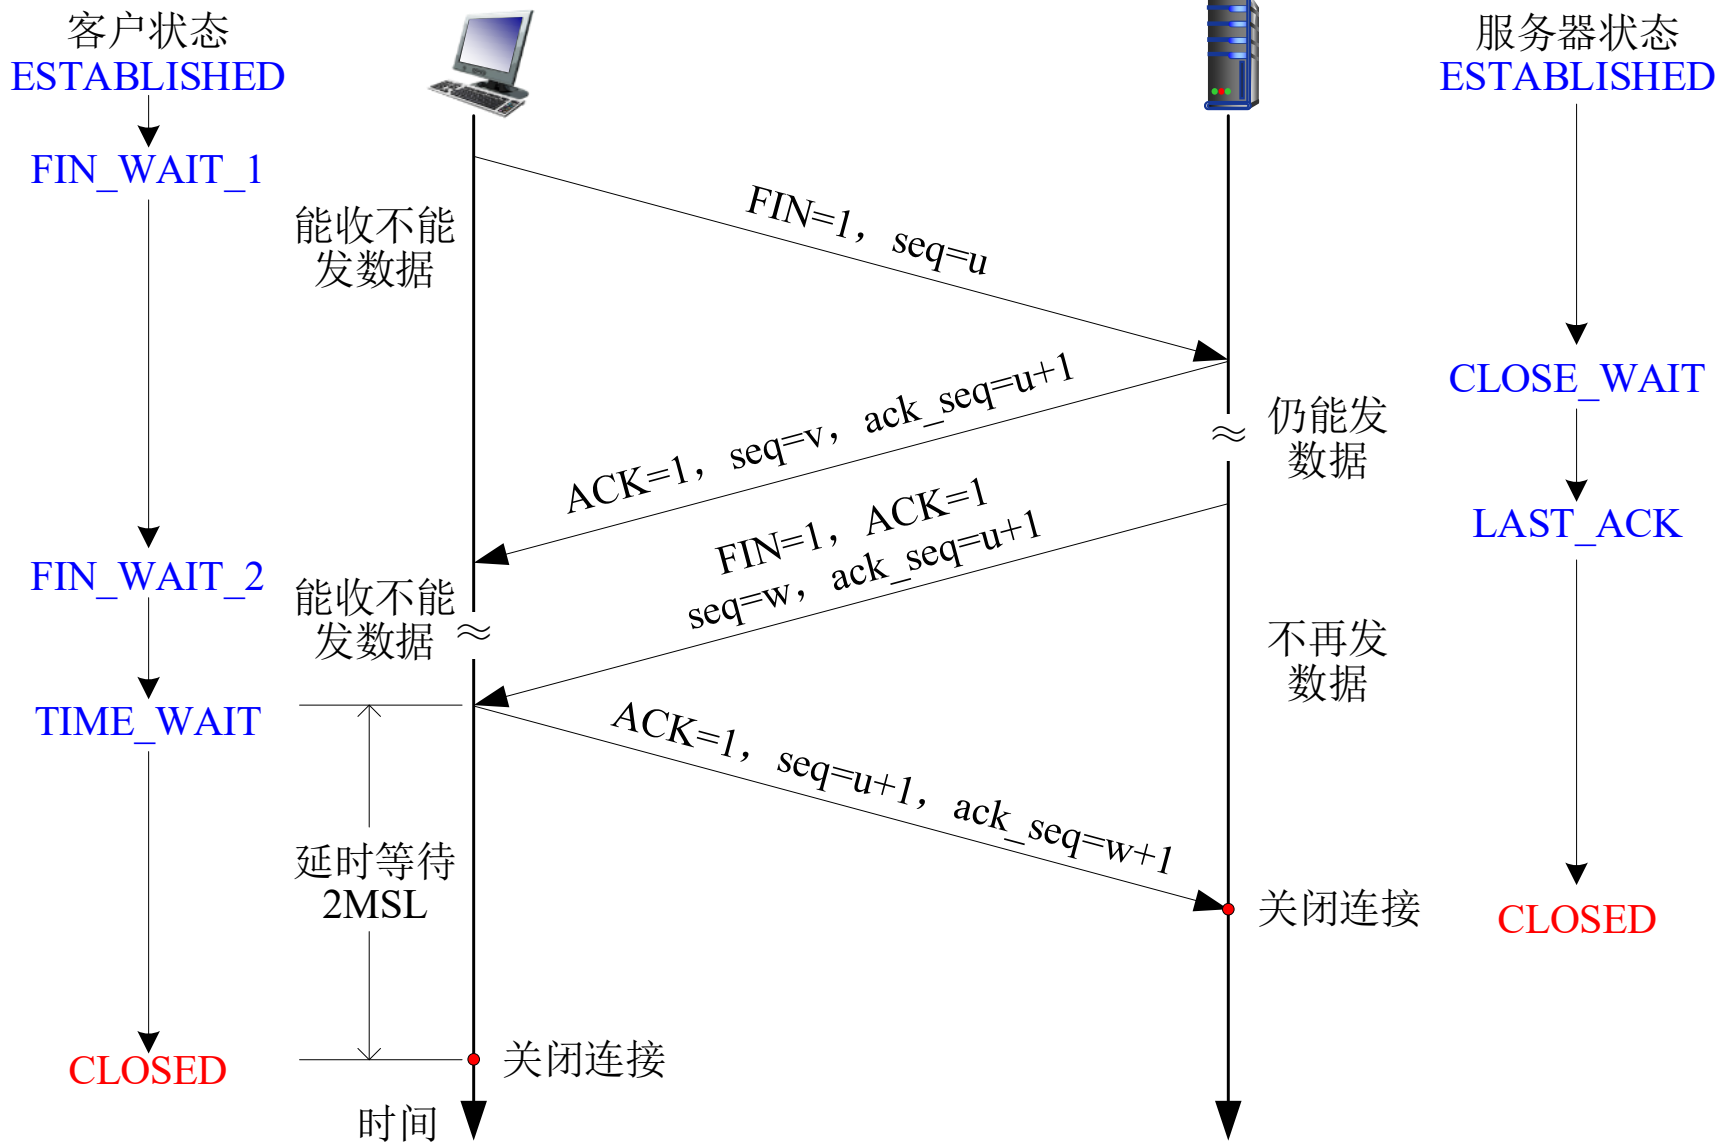 客户状态
ESTABLISHED
服务器状态
ESTABLISHED
FIN_WAIT_1
能收不能
发数据
FIN=1，seq=u
CLOSE_WAIT
仍能发
数据
ACK=1，seq=v，ack_seq=u+1
LAST_ACK
FIN=1，ACK=1
seq=w，ack_seq=u+1
FIN_WAIT_2
能收不能
发数据
≈
≈
不再发
数据
TIME_WAIT
ACK=1，seq=u+1，ack_seq=w+1
延时等待
2MSL
关闭连接
CLOSED
CLOSED
关闭连接
时间